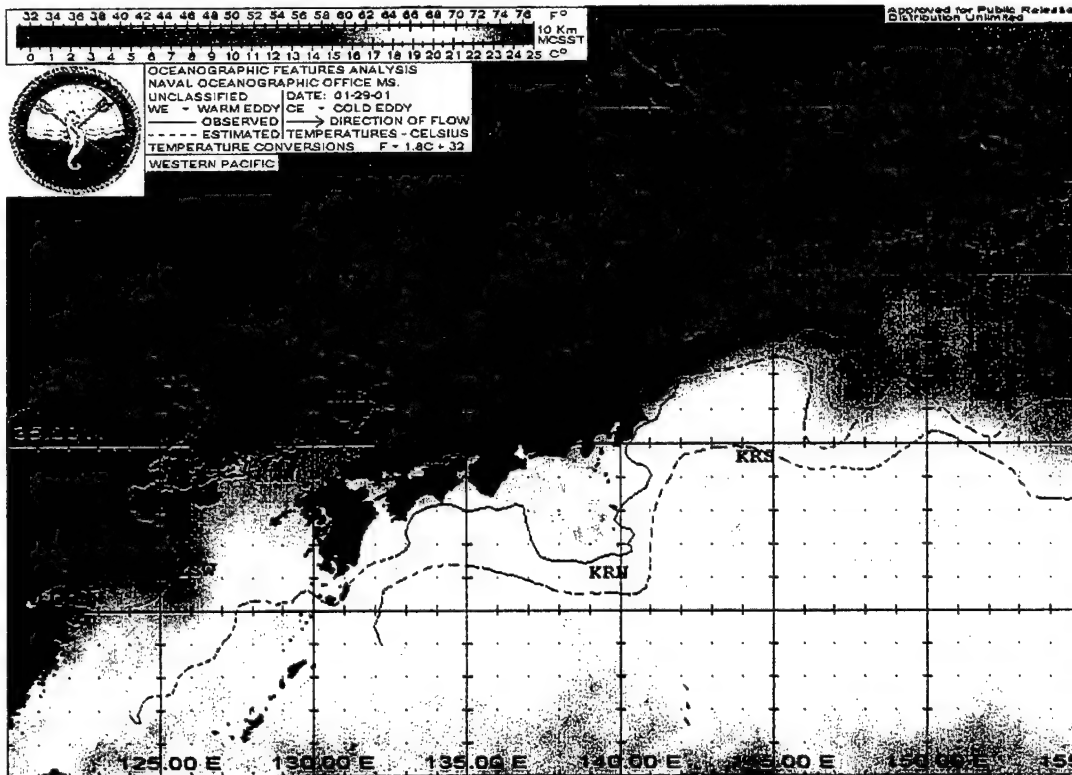 32 34 36 38 40 42 44 46 48 50 52 54 56 58 60 62 64 66 68 70 72 74 76 F°
10 Km
MCSST
0 1 2 3 4 5 6 7 8 9 10 11 12 13 14 15 16 17 18 19 20 21 22 23 24 25 C°
Approved for Public Release
Distribution Unlimited
OCEANOGRAPHIC FEATURES ANALYSIS
NAVAL OCEANOGRAPHIC OFFICE MS.
UNCLASSIFIED DATE: 01-29-01
WE - WARM EDDY CE - COLD EDDY
OBSERVED DIRECTION OF FLOW
ESTIMATED TEMPERATURES - CELSIUS
TEMPERATURE CONVERSIONS F = 1.8C + 32
WESTERN PACIFIC
35.00
KRS
KRN
125.00 E 130.00 E 135.00 E 140.00 E 145.00 E 150.00 E 155